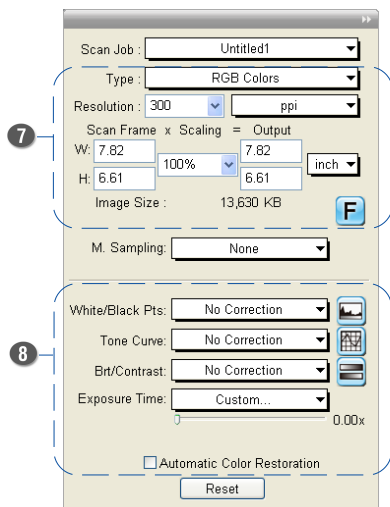 Scan Job : Untitled1
Type : RGB Colors
Resolution : 300 ppi
7
Scan Frame x Scaling = Output
W: 7.82 7.82
100% inch
H: 6.61 6.61
Image Size : 13,630 KB
F
M. Sampling: None
White/Black Pts: No Correction
Tone Curve: No Correction
8
Brt/Contrast: No Correction
Exposure Time: Custom...
0.00x
Automatic Color Restoration
Reset